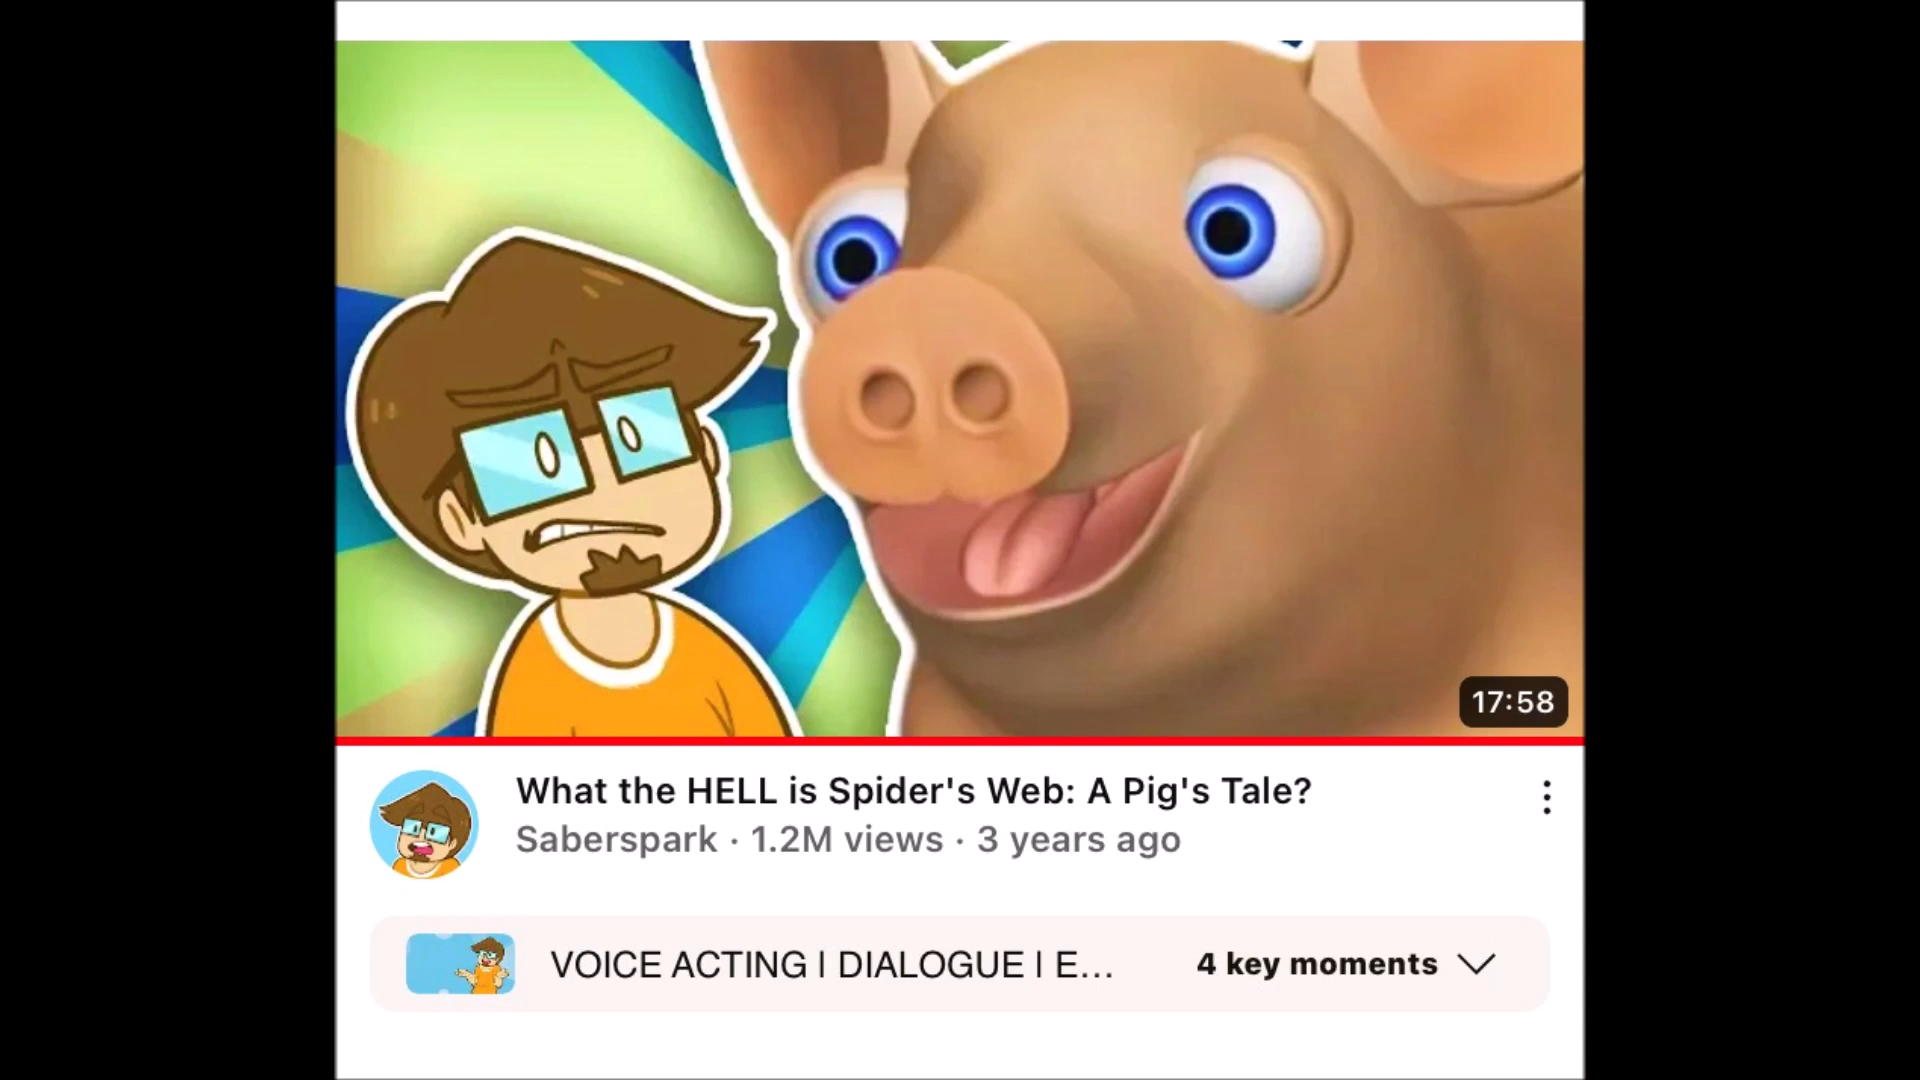 17:58
What the HELL is Spider's Web: A Pig's Tale?
Saberspark · 1.2M views · 3 years ago
VOICE ACTING | DIALOGUE | E... 4 key moments